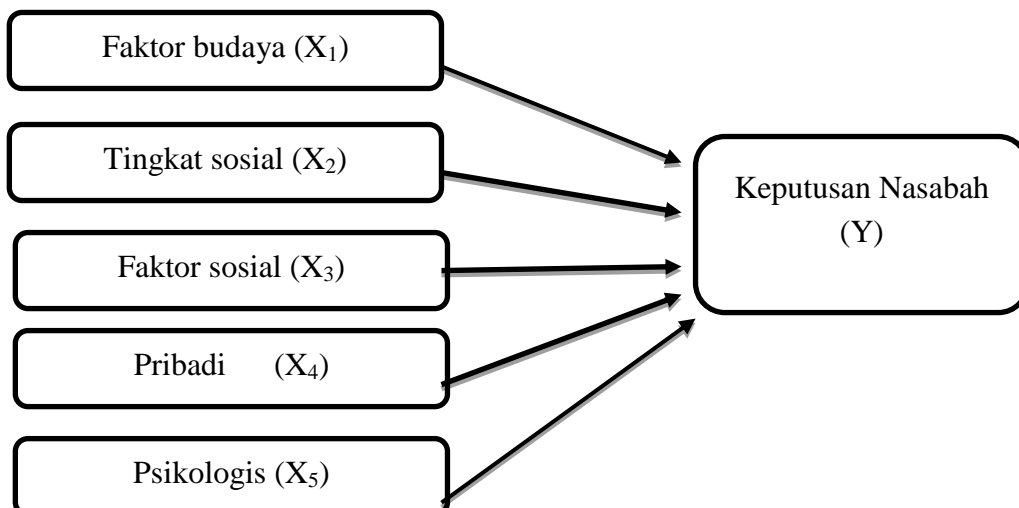 Faktor budaya (X₁)
Tingkat sosial (X₂)
Faktor sosial (X₃)
Pribadi (X₄)
Psikologis (X₅)
Keputusan Nasabah
(Y)